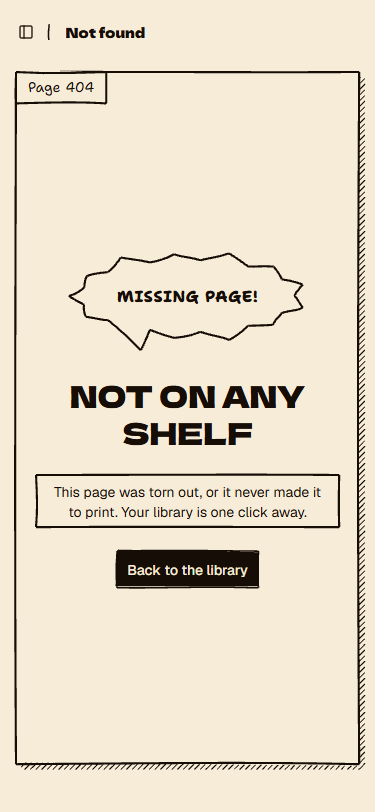 Not found
Page 404
MISSING PAGE!
NOT ON ANY
SHELF
This page was torn out, or it never made it
to print. Your library is one click away.
Back to the library